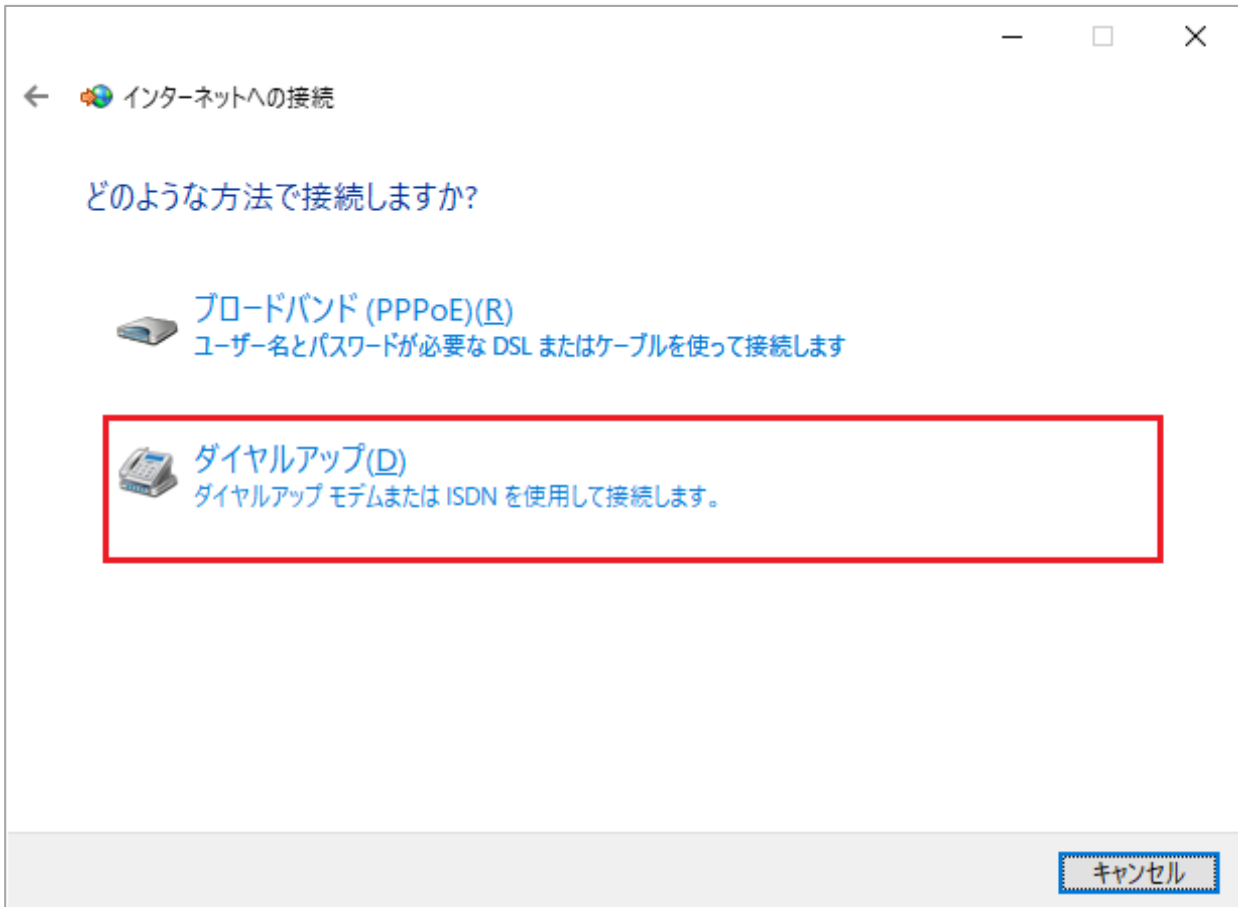 インターネットへの接続
どのような方法で接続しますか?
ブロードバンド (PPPoE)(R)
ユーザー名とパスワードが必要な DSL またはケーブルを使って接続します
ダイヤルアップ(D)
ダイヤルアップ モデムまたは ISDN を使用して接続します。
キャンセル